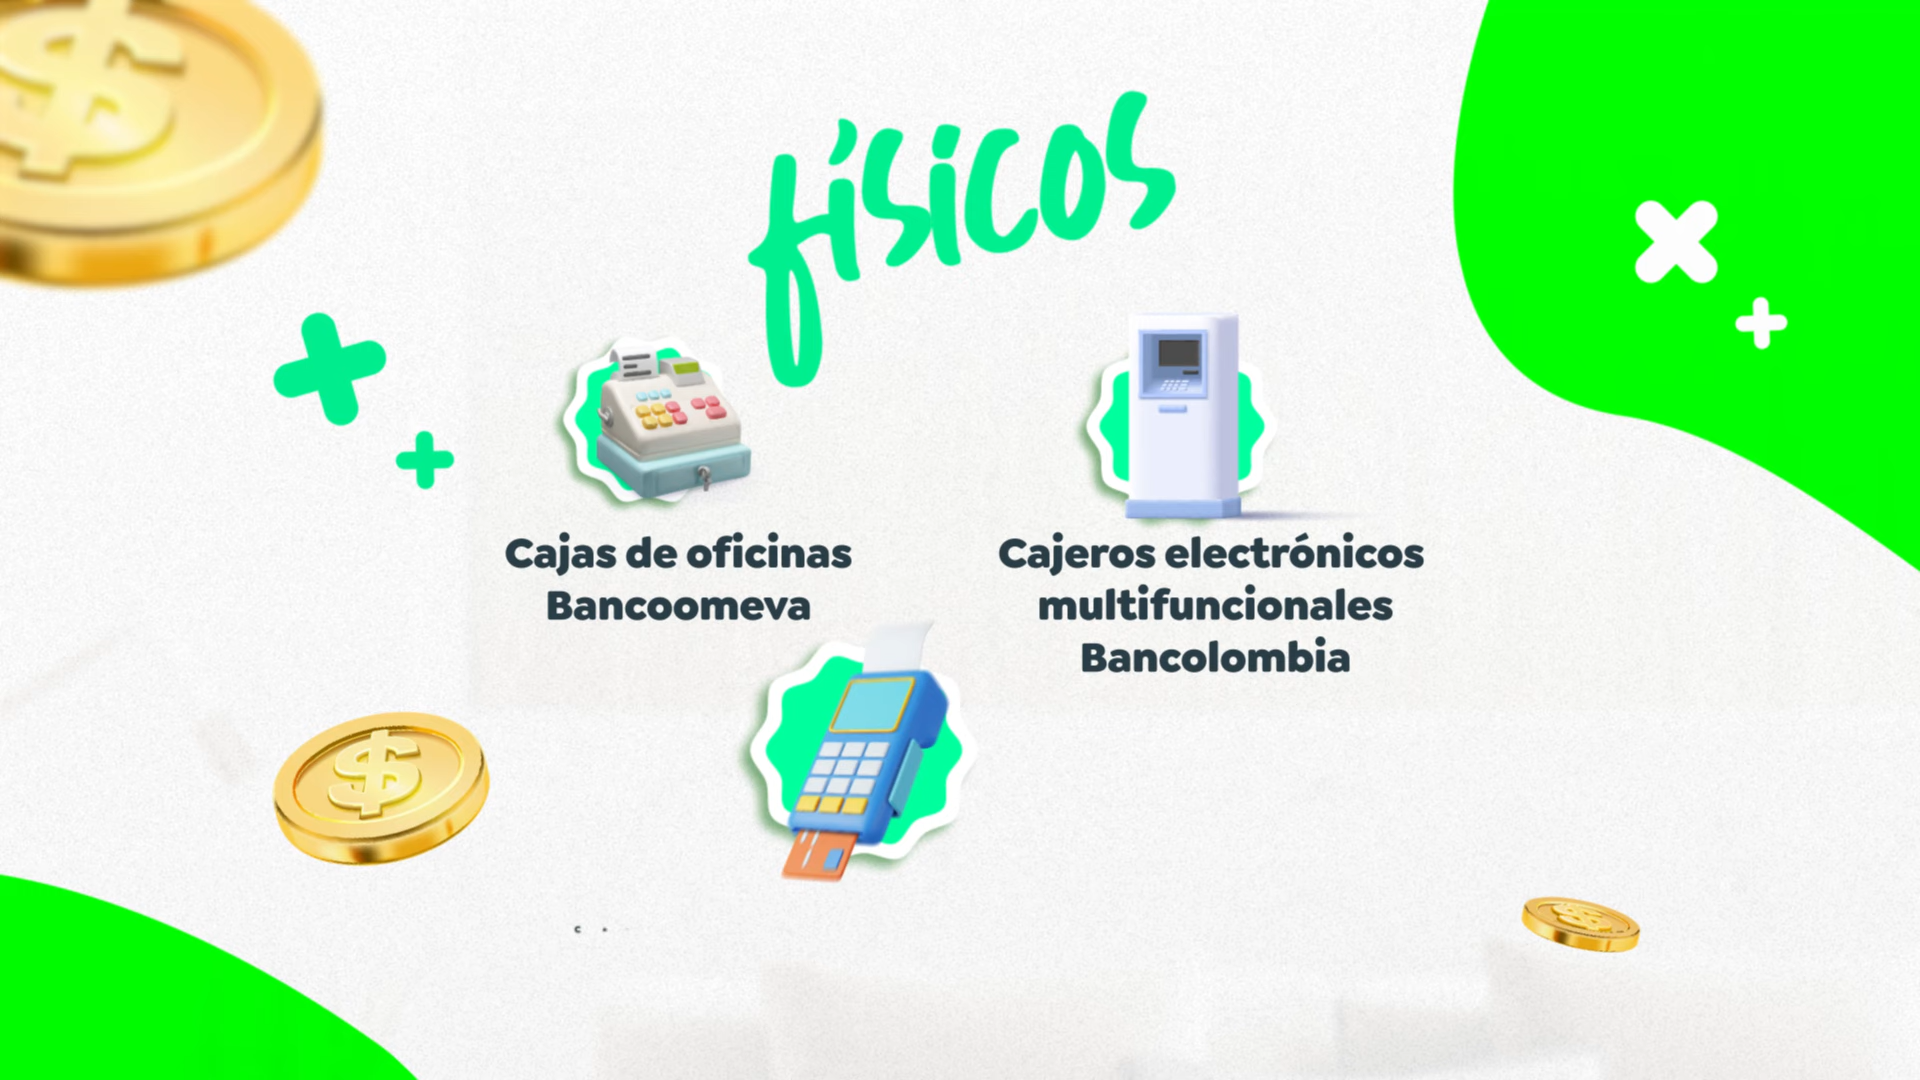 físicos
Cajas de oficinas
Bancoomeva
Cajeros electrónicos
multifuncionales
Bancolombia